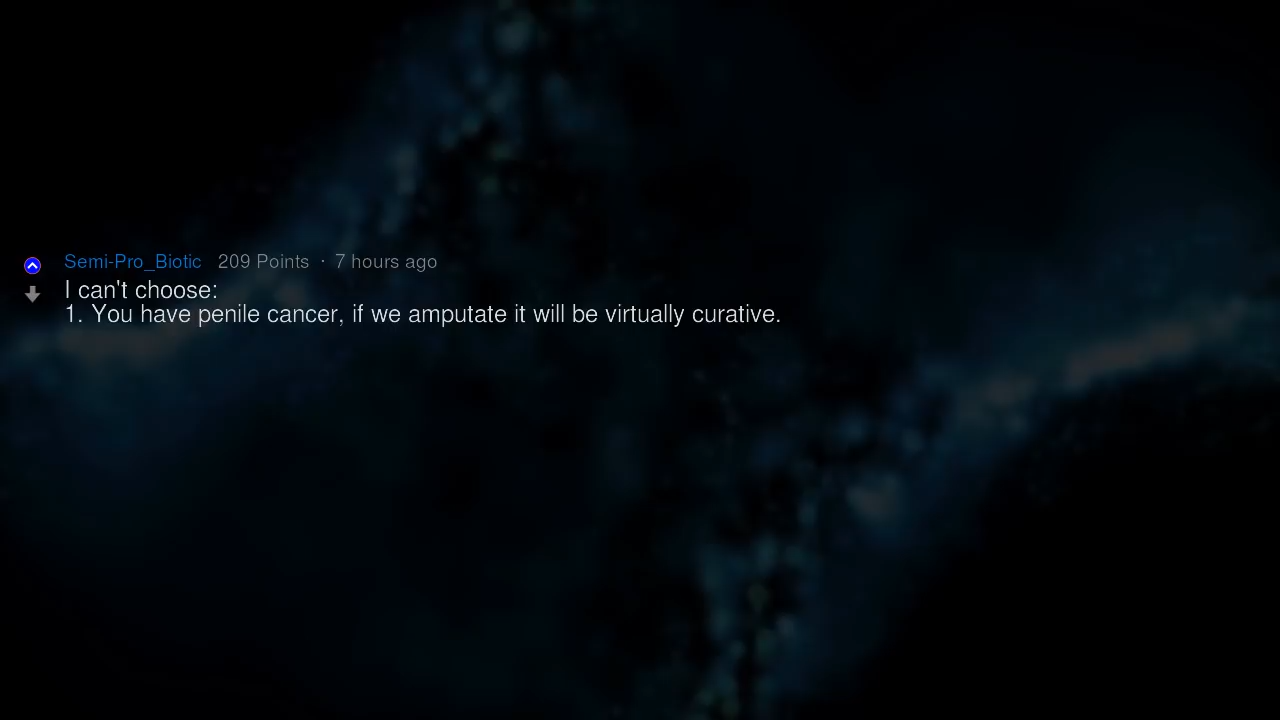 Semi-Pro_Biotic 209 Points · 7 hours ago
I can't choose:
1. You have penile cancer, if we amputate it will be virtually curative.